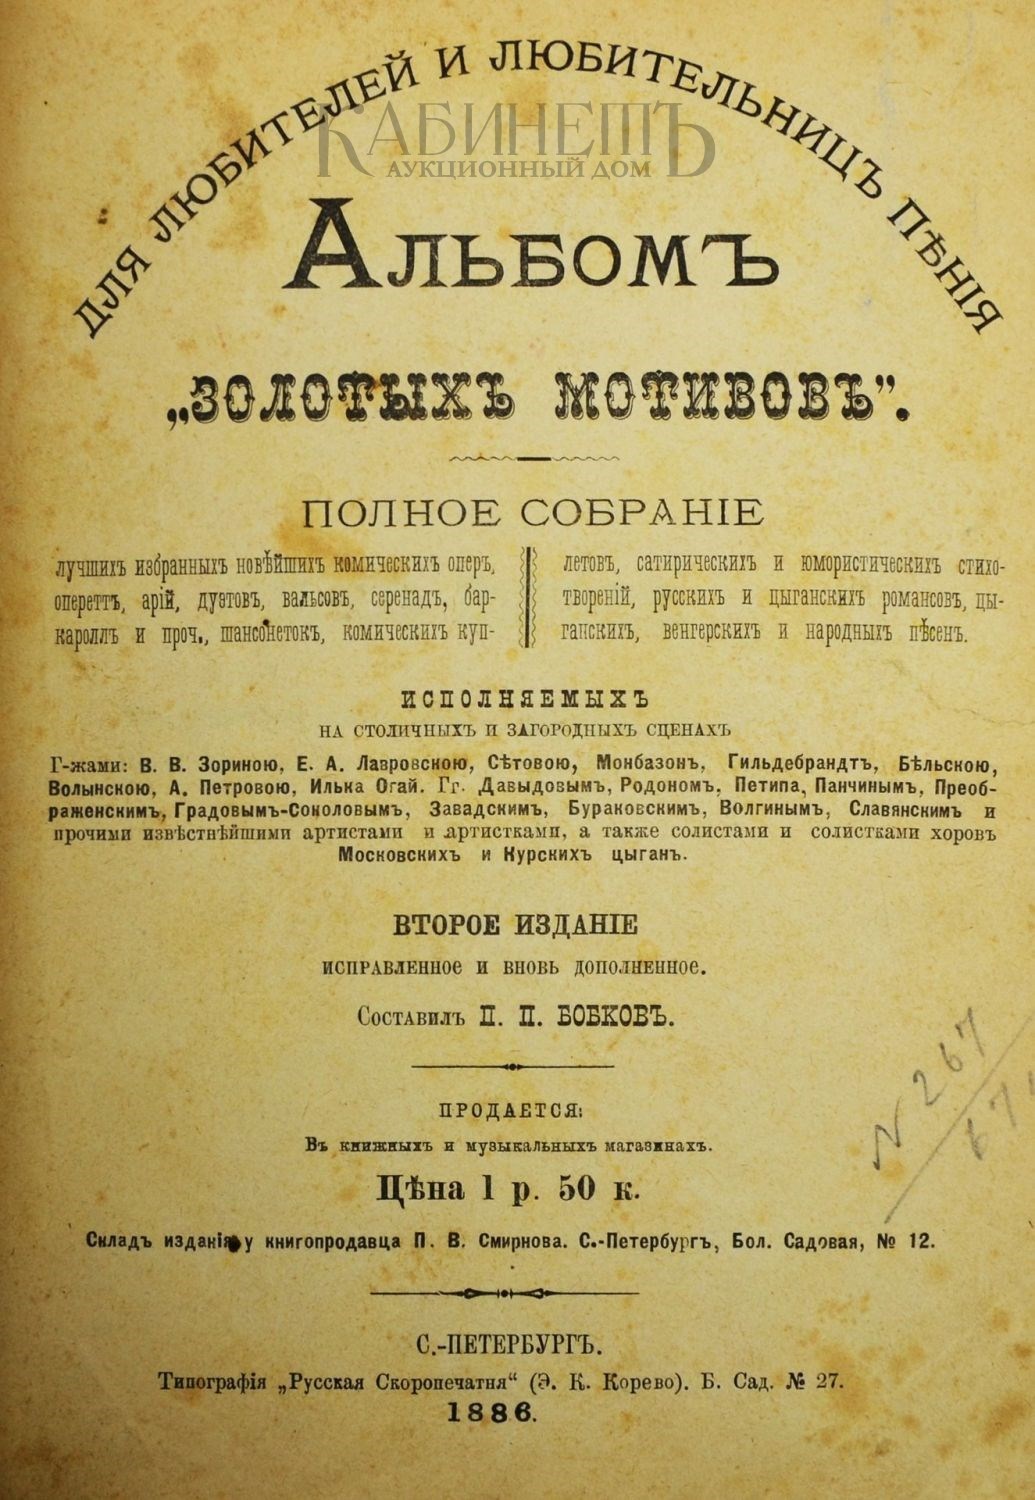 ДЛЯ ЛЮБИТЕЛЕЙ И ЛЮБИТЕЛЬНИЦЪ ПѢНІЯ
КАБИНЕТЪ
АУКЦИОННЫЙ ДОМ
АЛЬБОМЪ
„ЗОЛОТЫХЪ МОТИВОВЪ”.
ПОЛНОЕ СОБРАНІЕ
лучшихъ избранныхъ новѣйшихъ комическихъ оперъ,
опереттъ, арій, дуэтовъ, вальсовъ, серенадъ, бар-
кароллъ и проч., шансонетокъ, комическихъ куп-
летовъ, сатирическихъ и юмористическихъ стихо-
твореній, русскихъ и цыганскихъ романсовъ, цы-
ганскихъ, венгерскихъ и народныхъ пѣсенъ.
ИСПОЛНЯЕМЫХЪ
НА СТОЛИЧНЫХЪ И ЗАГОРОДНЫХЪ СЦЕНАХЪ
Г-жами: В. В. Зориною, Е. А. Лавровскою, Сѣтовою, Монбазонъ, Гильдебрандтъ, Бѣльскою,
Волынскою, А. Петровою, Илька Огай. Гг. Давыдовымъ, Родономъ, Петипа, Панчинымъ, Преоб-
раженскимъ, Градовымъ-Соколовымъ, Завадскимъ, Бураковскимъ, Волгинымъ, Славянскимъ и
прочими извѣстнѣйшими артистами и артистками, а также солистами и солистками хоровъ
Московскихъ и Курскихъ цыганъ.
ВТОРОЕ ИЗДАНІЕ
ИСПРАВЛЕННОЕ И ВНОВЬ ДОПОЛНЕННОЕ.
Составилъ П. П. БОБКОВЪ.
ПРОДАЕТСЯ:
Въ книжныхъ и музыкальныхъ магазинахъ.
Цѣна 1 р. 50 к.
Складъ изданія у книгопродавца П. В. Смирнова. С.-Петербургъ, Бол. Садовая, № 12.
С.-ПЕТЕРБУРГЪ.
Типографія „Русская Скоропечатня“ (Э. К. Корево). Б. Сад. № 27.
1886.
N 267